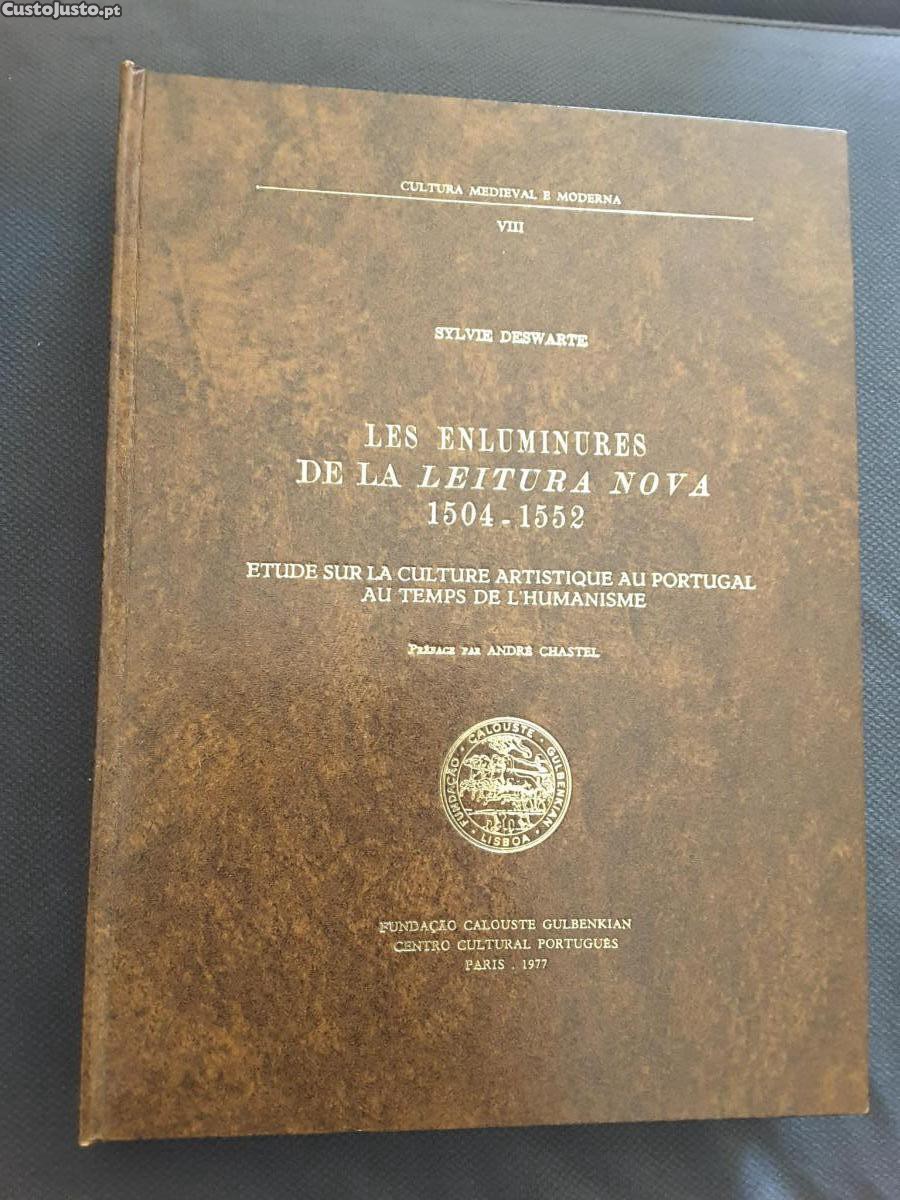 CustoJusto.pt
CULTURA MEDIEVAL E MODERNA
VIII
SYLVIE DESWARTE
LES ENLUMINURES
DE LA LEITURA NOVA
1504-1552
ETUDE SUR LA CULTURE ARTISTIQUE AU PORTUGAL
AU TEMPS DE L'HUMANISME
PRÉFACE PAR ANDRÉ CHASTEL
FUNDAÇÃO · CALOUSTE · GULBENKIAN · LISBOA ·
FUNDAÇÃO CALOUSTE GULBENKIAN
CENTRO CULTURAL PORTUGUÊS
PARIS . 1977